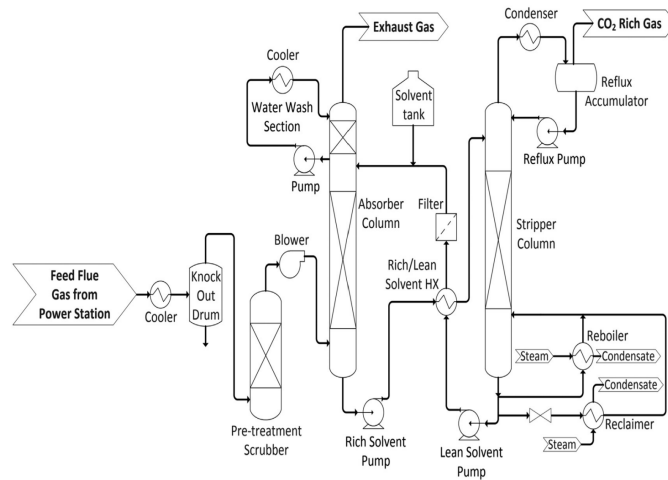 Exhaust Gas
Condenser
CO₂ Rich Gas
Cooler
Water Wash
Section
Solvent
tank
Reflux
Accumulator
Pump
Reflux Pump
Absorber
Column
Filter
Stripper
Column
Blower
Rich/Lean
Solvent HX
Feed Flue
Gas from
Power Station
Knock
Out
Drum
Cooler
Reboiler
Steam
Condensate
Condensate
Pre-treatment
Scrubber
Rich Solvent
Pump
Lean Solvent
Pump
Reclaimer
Steam